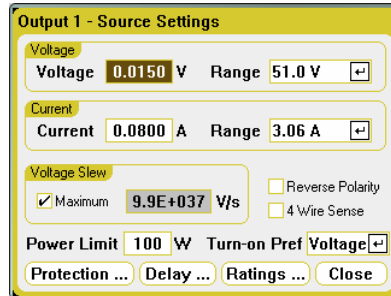 Output 1 - Source Settings
Voltage
Voltage 0.0150 V Range 51.0 V
Current
Current 0.0800 A Range 3.06 A
Voltage Slew
Maximum 9.9E+037 V/s
Reverse Polarity
4 Wire Sense
Power Limit 100 W Turn-on Pref Voltage
Protection ... Delay ... Ratings ... Close